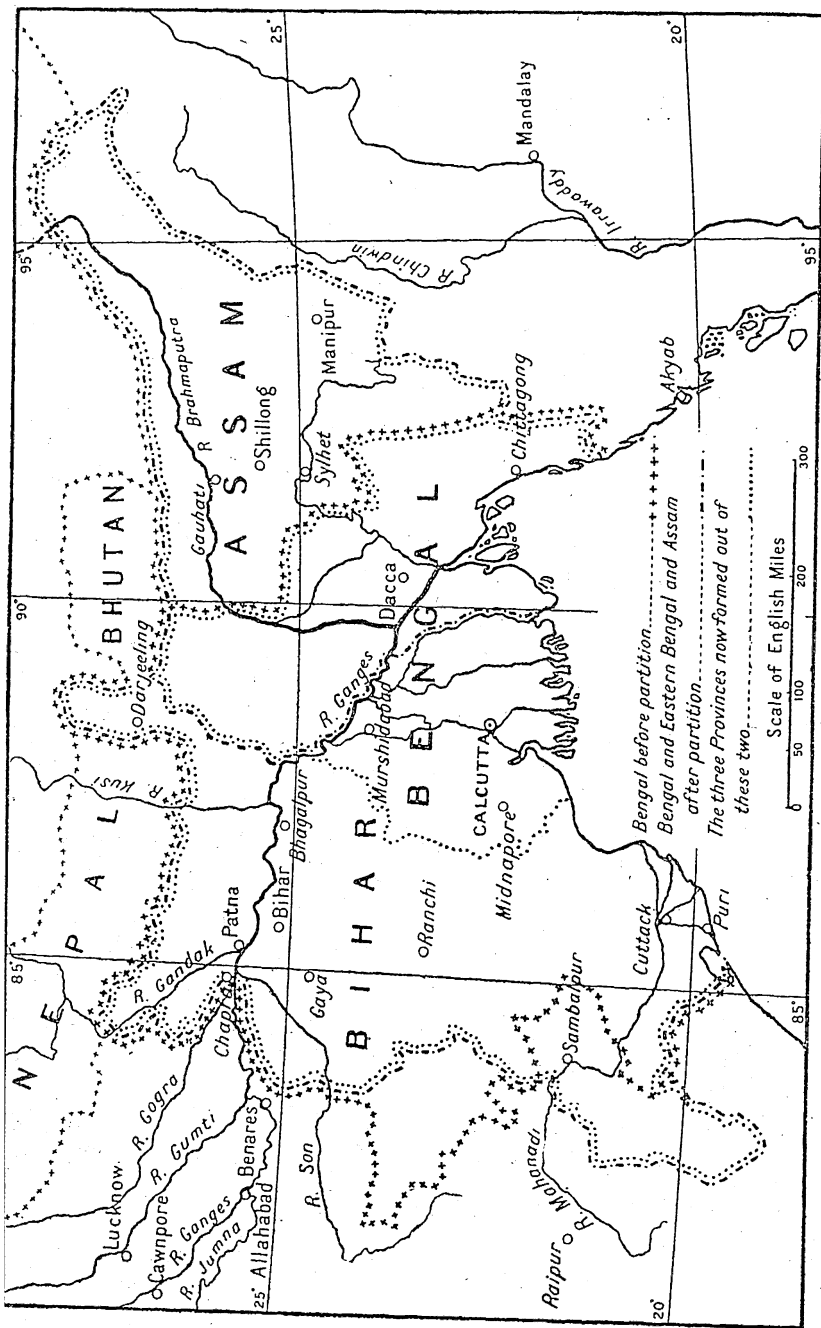 85°
90°
95°
NEPAL
BHUTAN
R. Kusi
Darjeeling
Lucknow
R. Gogra
R. Gandak
R. Gumti
Cawnpore
R. Ganges
R. Jumna
Allahabad
Benares
Chapra
Patna
Bihar
Bhagalpur
R. Ganges
Gauhati
R Brahmaputra
ASSAM
Shillong
25°
25°
R. Son
Gaya
BIHAR
Ranchi
Murshidabad
BENGAL
Dacca
Sylhet
Manipur
R Chindwin
CALCUTTA
Midnapore
Chittagong
Mandalay
R. Irrawaddy
Raipur
R. Mahanadi
Sambalpur
Cuttack
Puri
Akyab
20°
20°
85°
95°
Bengal before partition
Bengal and Eastern Bengal and Assam
after partition
The three Provinces now formed out of
these two
Scale of English Miles
0 50 100 200 300